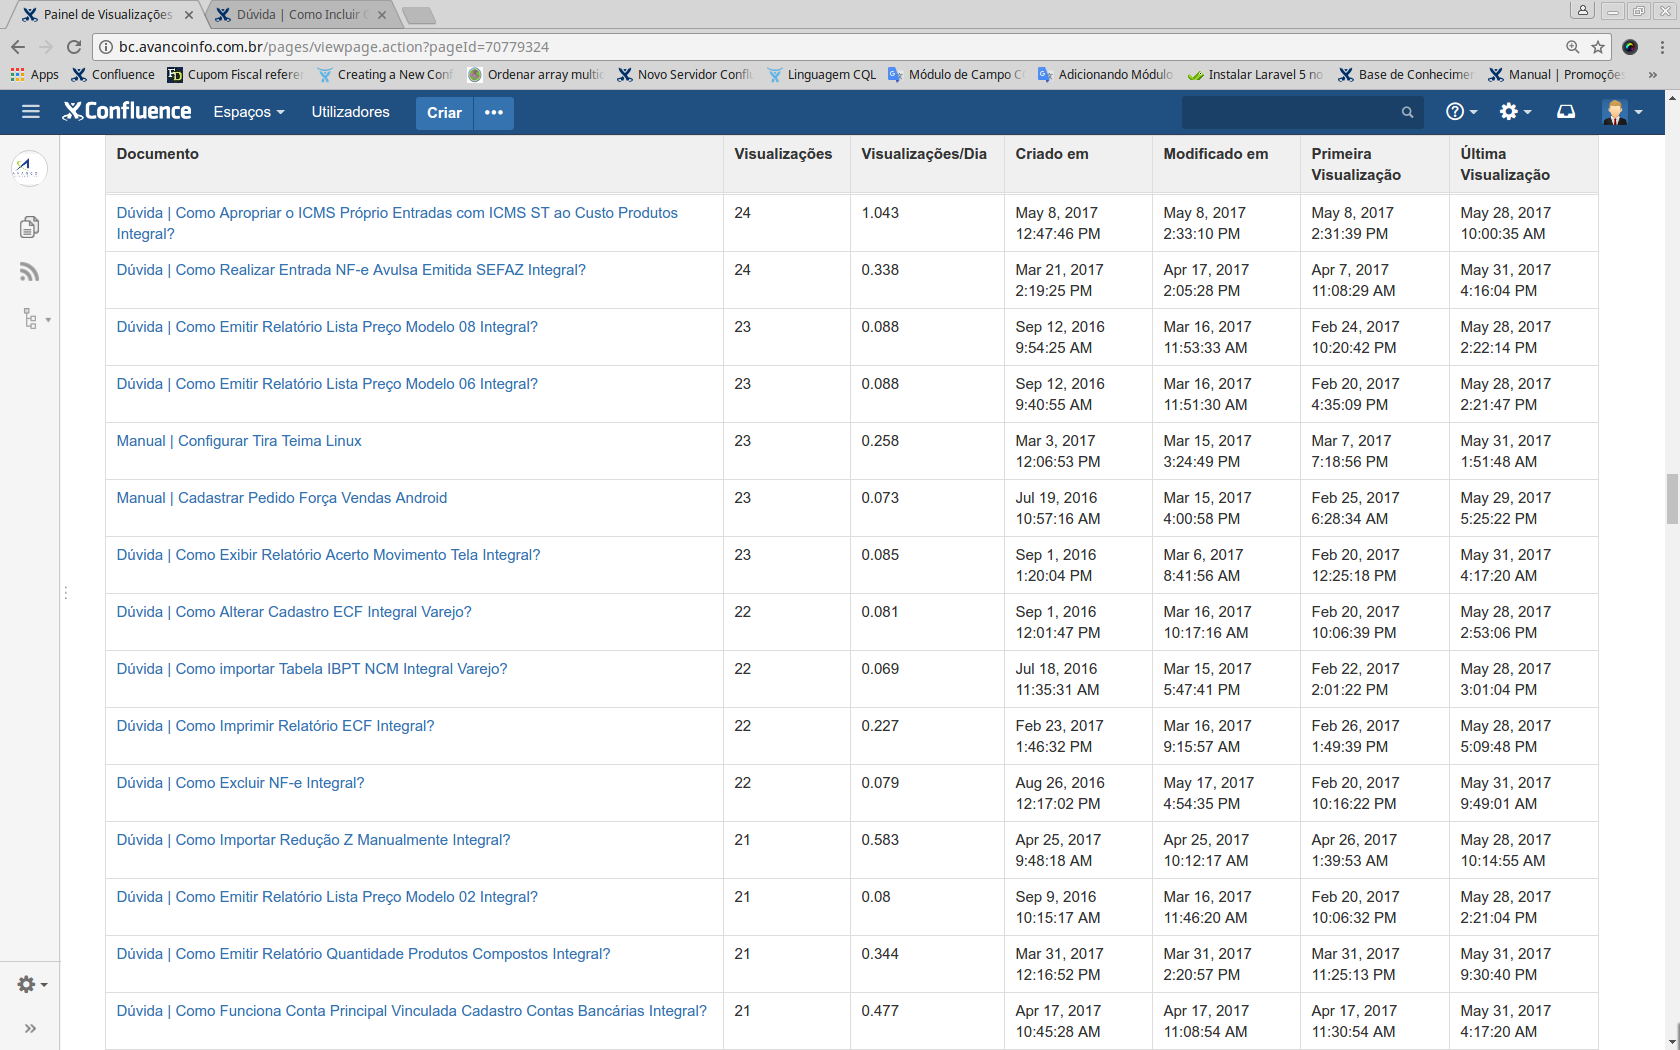 Painel de Visualizações
Dúvida | Como Incluir
bc.avancoinfo.com.br/pages/viewpage.action?pageId=70779324
Apps
Confluence
Cupom Fiscal referer
Creating a New Conf
Ordenar array multid
Novo Servidor Conflu
Linguagem CQL
Módulo de Campo C
Adicionando Módulo
Instalar Laravel 5 no
Base de Conhecimen
Manual | Promoções
»
Confluence
Espaços
Utilizadores
Criar
•••
Documento Visualizações Visualizações/Dia Criado em Modificado em Primeira Visualização Última Visualização
Dúvida | Como Apropriar o ICMS Próprio Entradas com ICMS ST ao Custo Produtos Integral? 24 1.043 May 8, 2017 12:47:46 PM May 8, 2017 2:33:10 PM May 8, 2017 2:31:39 PM May 28, 2017 10:00:35 AM
Dúvida | Como Realizar Entrada NF-e Avulsa Emitida SEFAZ Integral? 24 0.338 Mar 21, 2017 2:19:25 PM Apr 17, 2017 2:05:28 PM Apr 7, 2017 11:08:29 AM May 31, 2017 4:16:04 PM
Dúvida | Como Emitir Relatório Lista Preço Modelo 08 Integral? 23 0.088 Sep 12, 2016 9:54:25 AM Mar 16, 2017 11:53:33 AM Feb 24, 2017 10:20:42 PM May 28, 2017 2:22:14 PM
Dúvida | Como Emitir Relatório Lista Preço Modelo 06 Integral? 23 0.088 Sep 12, 2016 9:40:55 AM Mar 16, 2017 11:51:30 AM Feb 20, 2017 4:35:09 PM May 28, 2017 2:21:47 PM
Manual | Configurar Tira Teima Linux 23 0.258 Mar 3, 2017 12:06:53 PM Mar 15, 2017 3:24:49 PM Mar 7, 2017 7:18:56 PM May 31, 2017 1:51:48 AM
Manual | Cadastrar Pedido Força Vendas Android 23 0.073 Jul 19, 2016 10:57:16 AM Mar 15, 2017 4:00:58 PM Feb 25, 2017 6:28:34 AM May 29, 2017 5:25:22 PM
Dúvida | Como Exibir Relatório Acerto Movimento Tela Integral? 23 0.085 Sep 1, 2016 1:20:04 PM Mar 6, 2017 8:41:56 AM Feb 20, 2017 12:25:18 PM May 31, 2017 4:17:20 AM
Dúvida | Como Alterar Cadastro ECF Integral Varejo? 22 0.081 Sep 1, 2016 12:01:47 PM Mar 16, 2017 10:17:16 AM Feb 20, 2017 10:06:39 PM May 28, 2017 2:53:06 PM
Dúvida | Como importar Tabela IBPT NCM Integral Varejo? 22 0.069 Jul 18, 2016 11:35:31 AM Mar 15, 2017 5:47:41 PM Feb 22, 2017 2:01:22 PM May 28, 2017 3:01:04 PM
Dúvida | Como Imprimir Relatório ECF Integral? 22 0.227 Feb 23, 2017 1:46:32 PM Mar 16, 2017 9:15:57 AM Feb 26, 2017 1:49:39 PM May 28, 2017 5:09:48 PM
Dúvida | Como Excluir NF-e Integral? 22 0.079 Aug 26, 2016 12:17:02 PM May 17, 2017 4:54:35 PM Feb 20, 2017 10:16:22 PM May 31, 2017 9:49:01 AM
Dúvida | Como Importar Redução Z Manualmente Integral? 21 0.583 Apr 25, 2017 9:48:18 AM Apr 25, 2017 10:12:17 AM Apr 26, 2017 1:39:53 AM May 28, 2017 10:14:55 AM
Dúvida | Como Emitir Relatório Lista Preço Modelo 02 Integral? 21 0.08 Sep 9, 2016 10:15:17 AM Mar 16, 2017 11:46:20 AM Feb 20, 2017 10:06:32 PM May 28, 2017 2:21:04 PM
Dúvida | Como Emitir Relatório Quantidade Produtos Compostos Integral? 21 0.344 Mar 31, 2017 12:16:52 PM Mar 31, 2017 2:20:57 PM Mar 31, 2017 11:25:13 PM May 31, 2017 9:30:40 PM
Dúvida | Como Funciona Conta Principal Vinculada Cadastro Contas Bancárias Integral? 21 0.477 Apr 17, 2017 10:45:28 AM Apr 17, 2017 11:08:54 AM Apr 17, 2017 11:30:54 AM May 31, 2017 4:17:20 AM